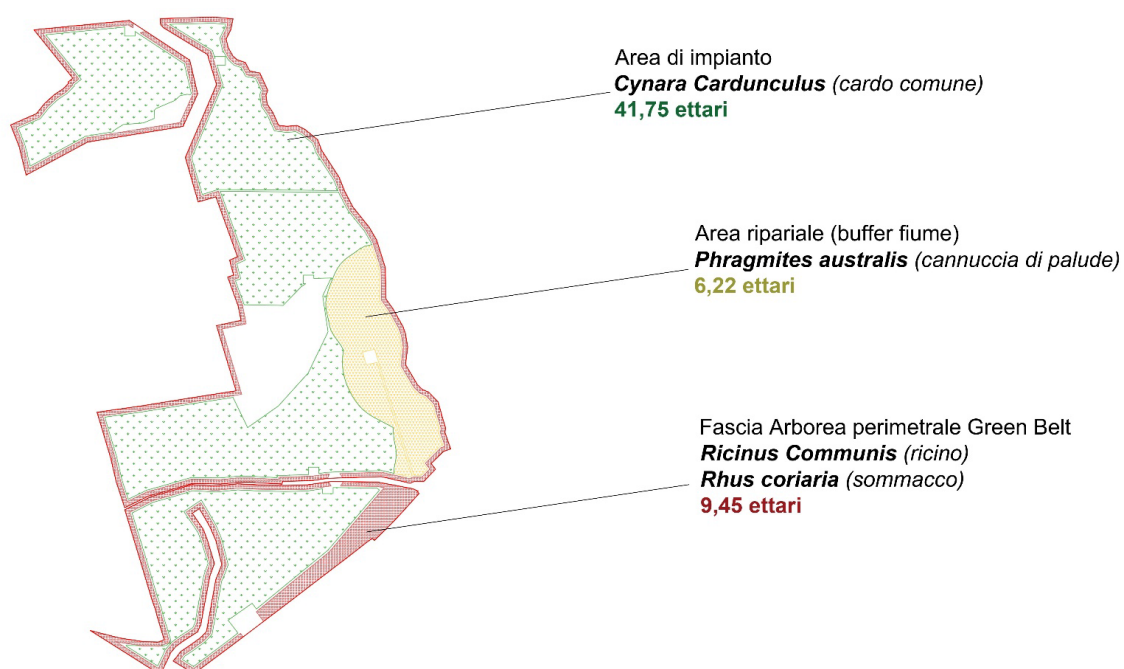 Area di impianto
Cynara Cardunculus (cardo comune)
41,75 ettari
Area ripariale (buffer fiume)
Phragmites australis (cannuccia di palude)
6,22 ettari
Fascia Arborea perimetrale Green Belt
Ricinus Communis (ricino)
Rhus coriaria (sommacco)
9,45 ettari